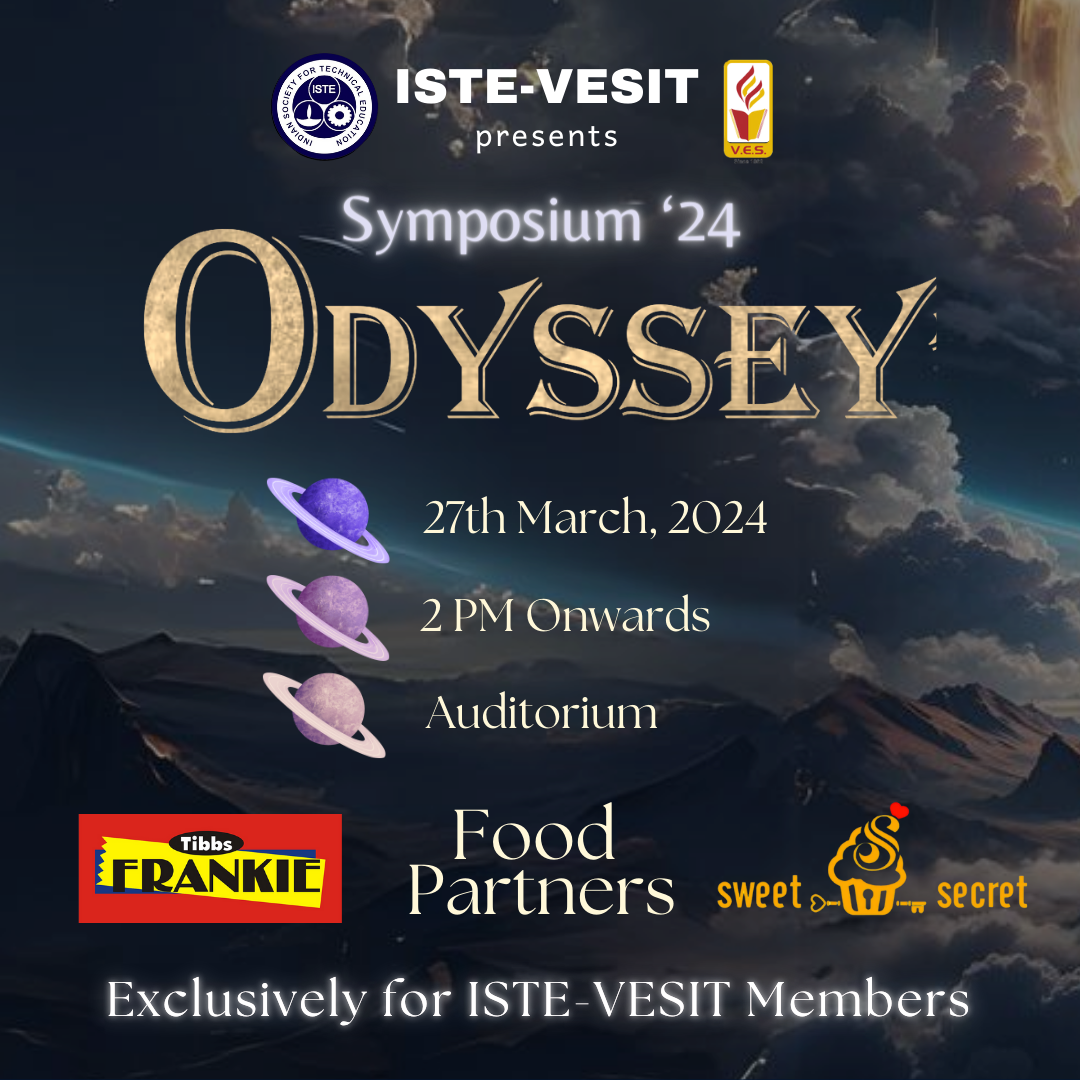 INDIAN SOCIETY FOR TECHNICAL EDUCATION
ISTE
ISTE-VESIT
presents
V.E.S.
Symposium ‘24
ODYSSEY
27th March, 2024
2 PM Onwards
Auditorium
Tibbs
FRANKIE
Food
Partners
sweet secret
Exclusively for ISTE-VESIT Members